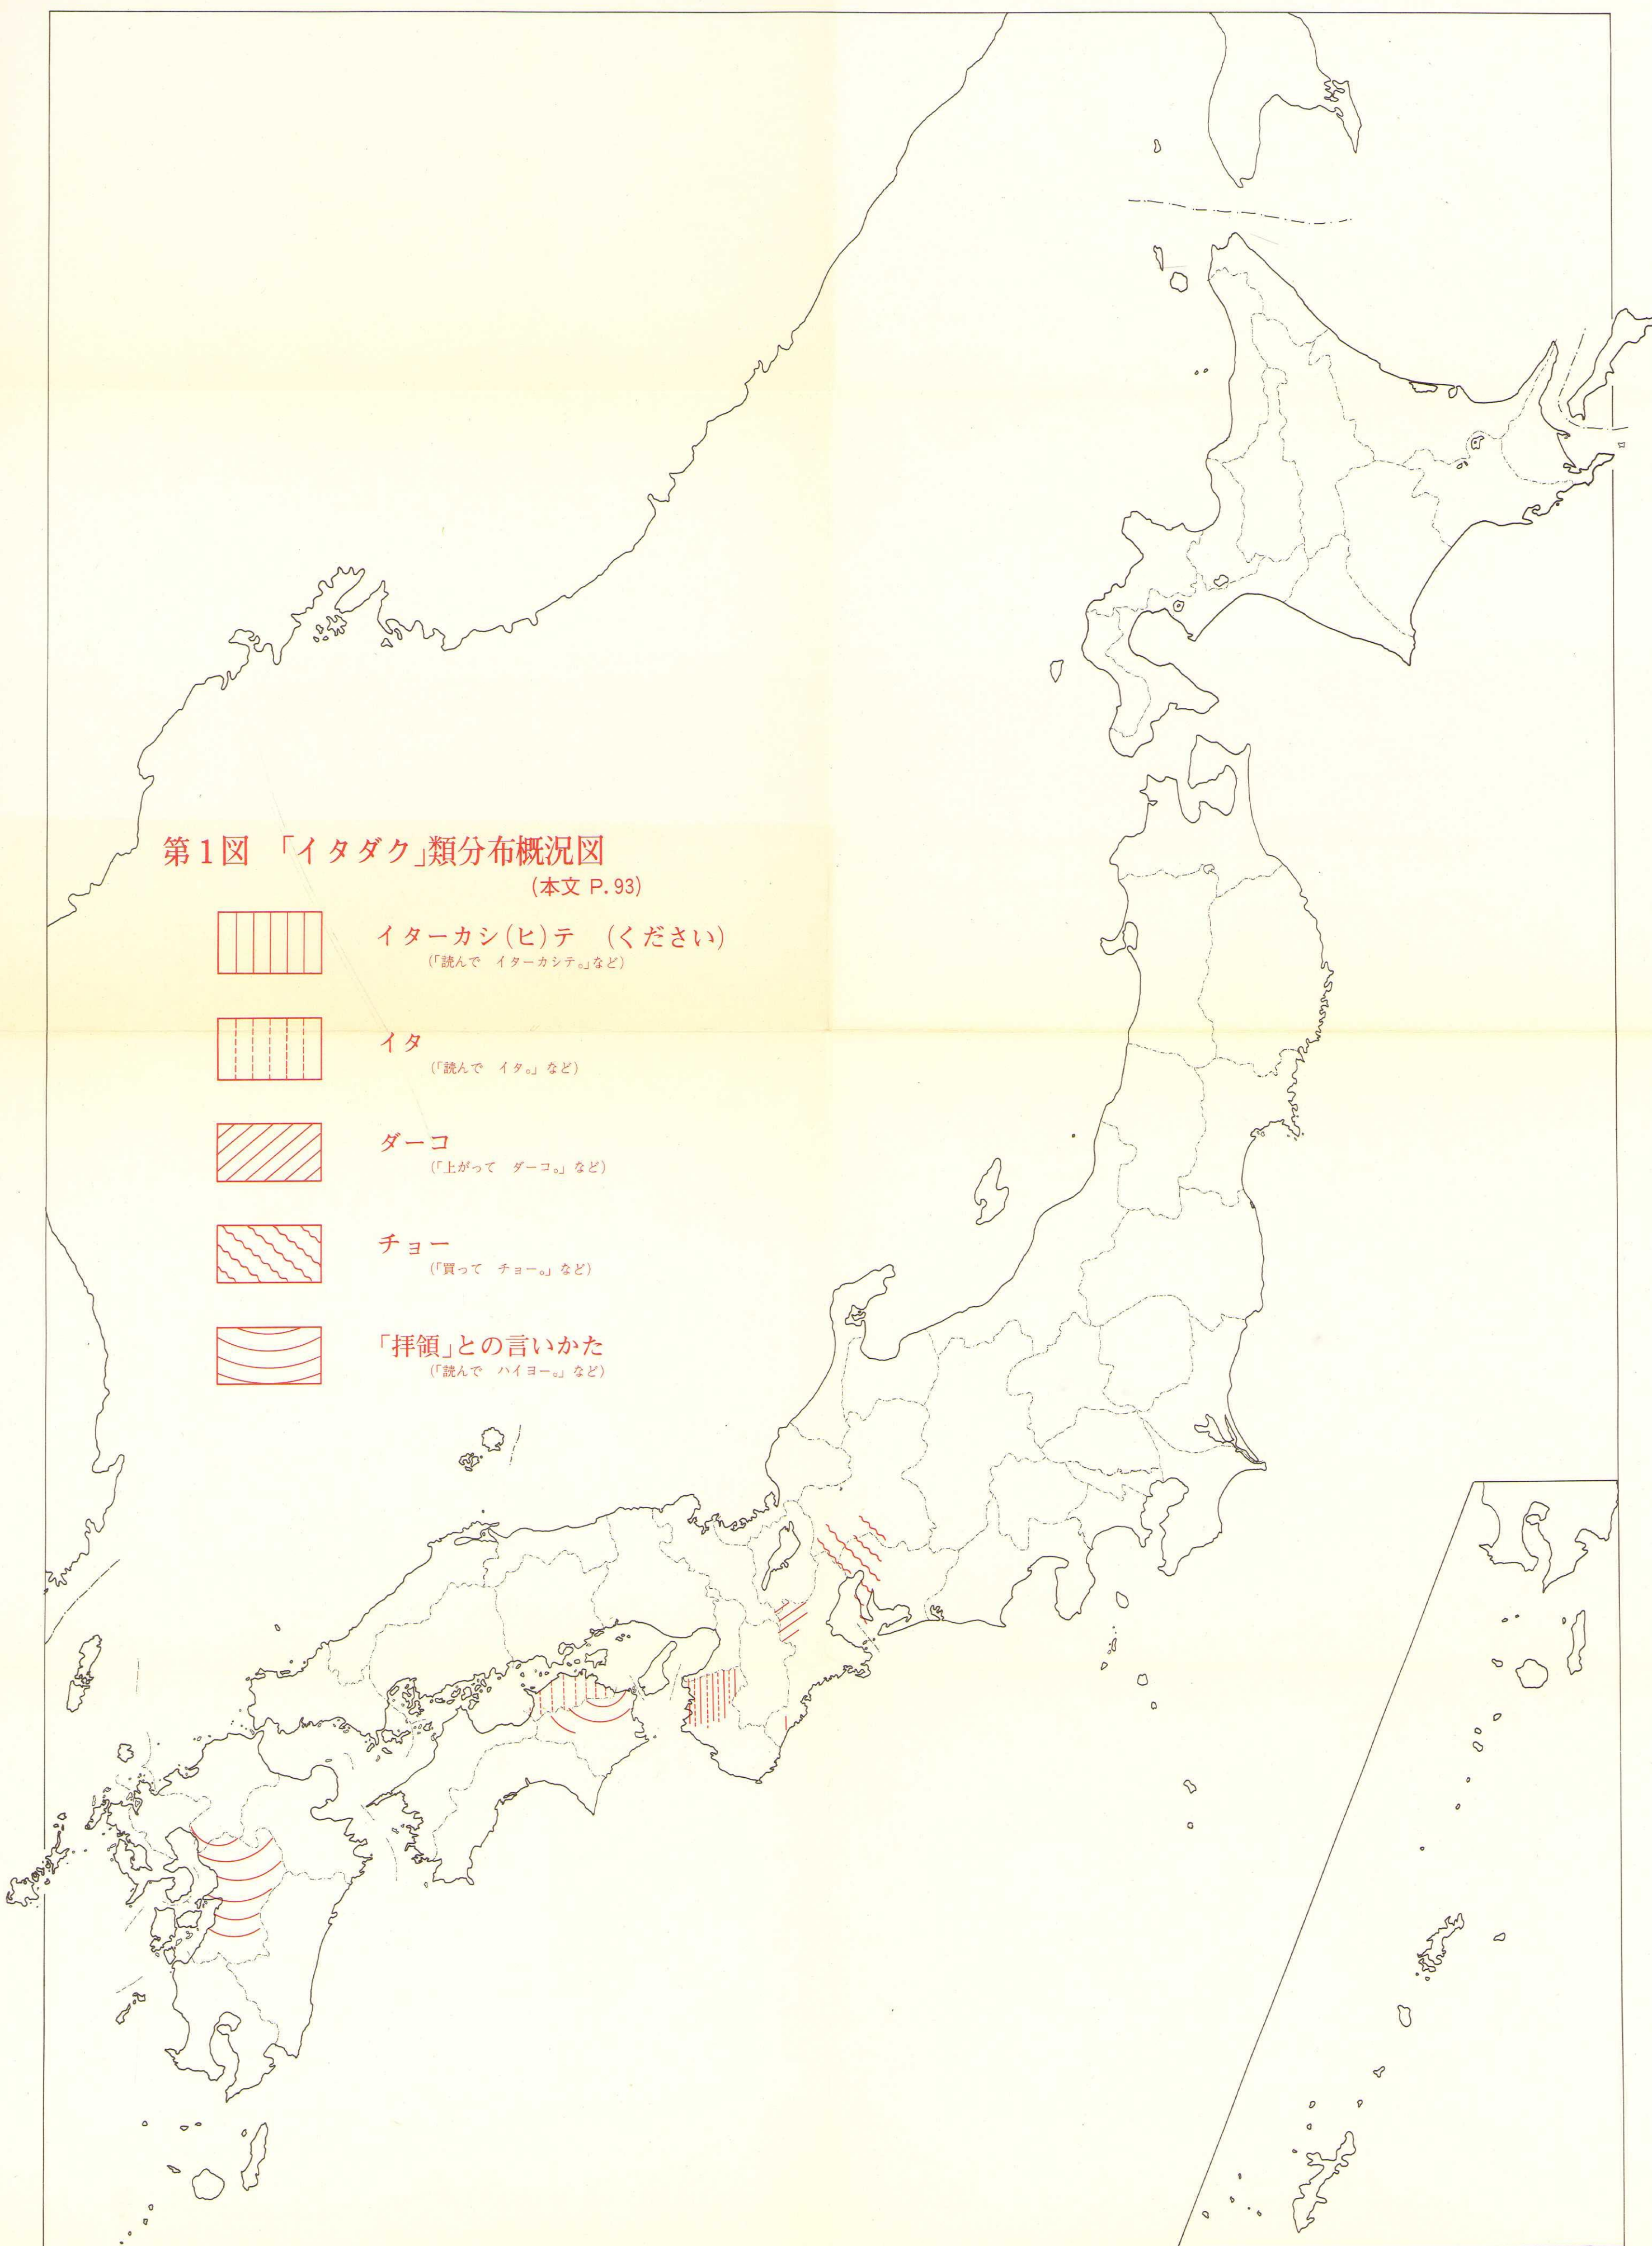 第1図 「イタダク」類分布概況図
(本文 P.93)
イターカシ(ヒ)テ (ください)
(「読んで イターカシテ。」など)
イタ
(「読んで イタ。」など)
ダーコ
(「上がって ダーコ。」など)
チョー
(「買って チョー。」など)
「拝領」との言いかた
(「読んで ハイヨー。」など)